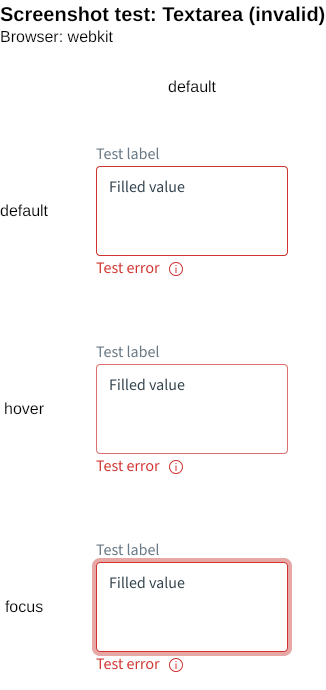 Screenshot test: Textarea (invalid)
Browser: webkit
default
Test label
default
Filled value
Test error
Test label
hover
Filled value
Test error
Test label
focus
Filled value
Test error